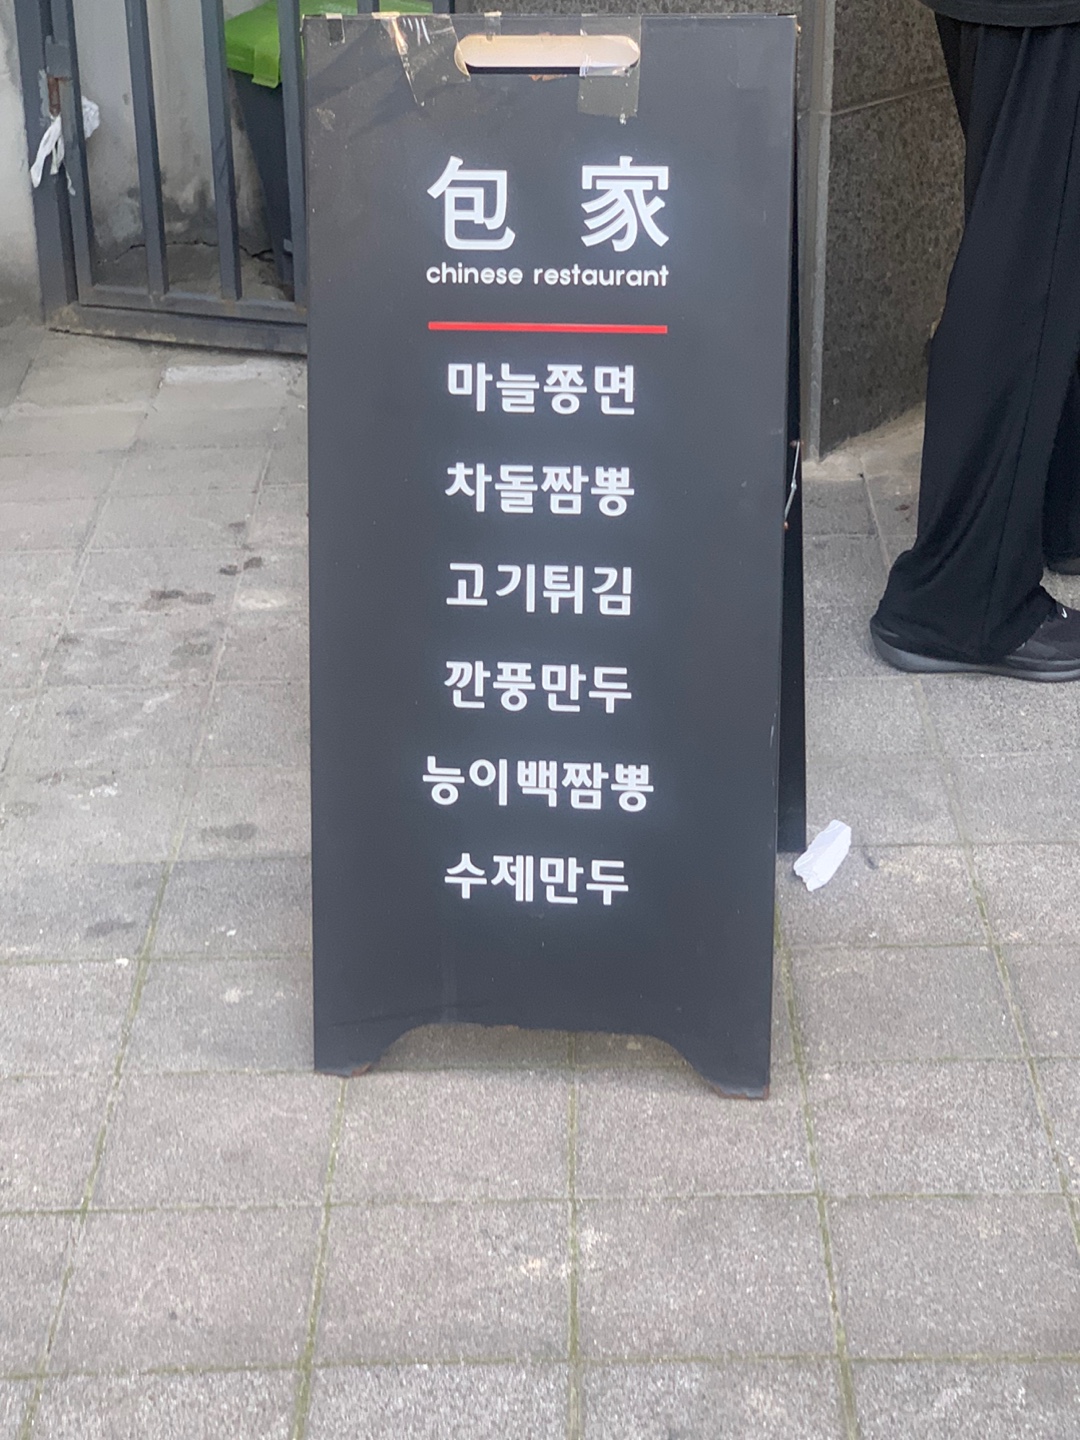 包家
chinese restaurant
마늘쫑면
차돌짬뽕
고기튀김
깐풍만두
능이백짬뽕
수제만두